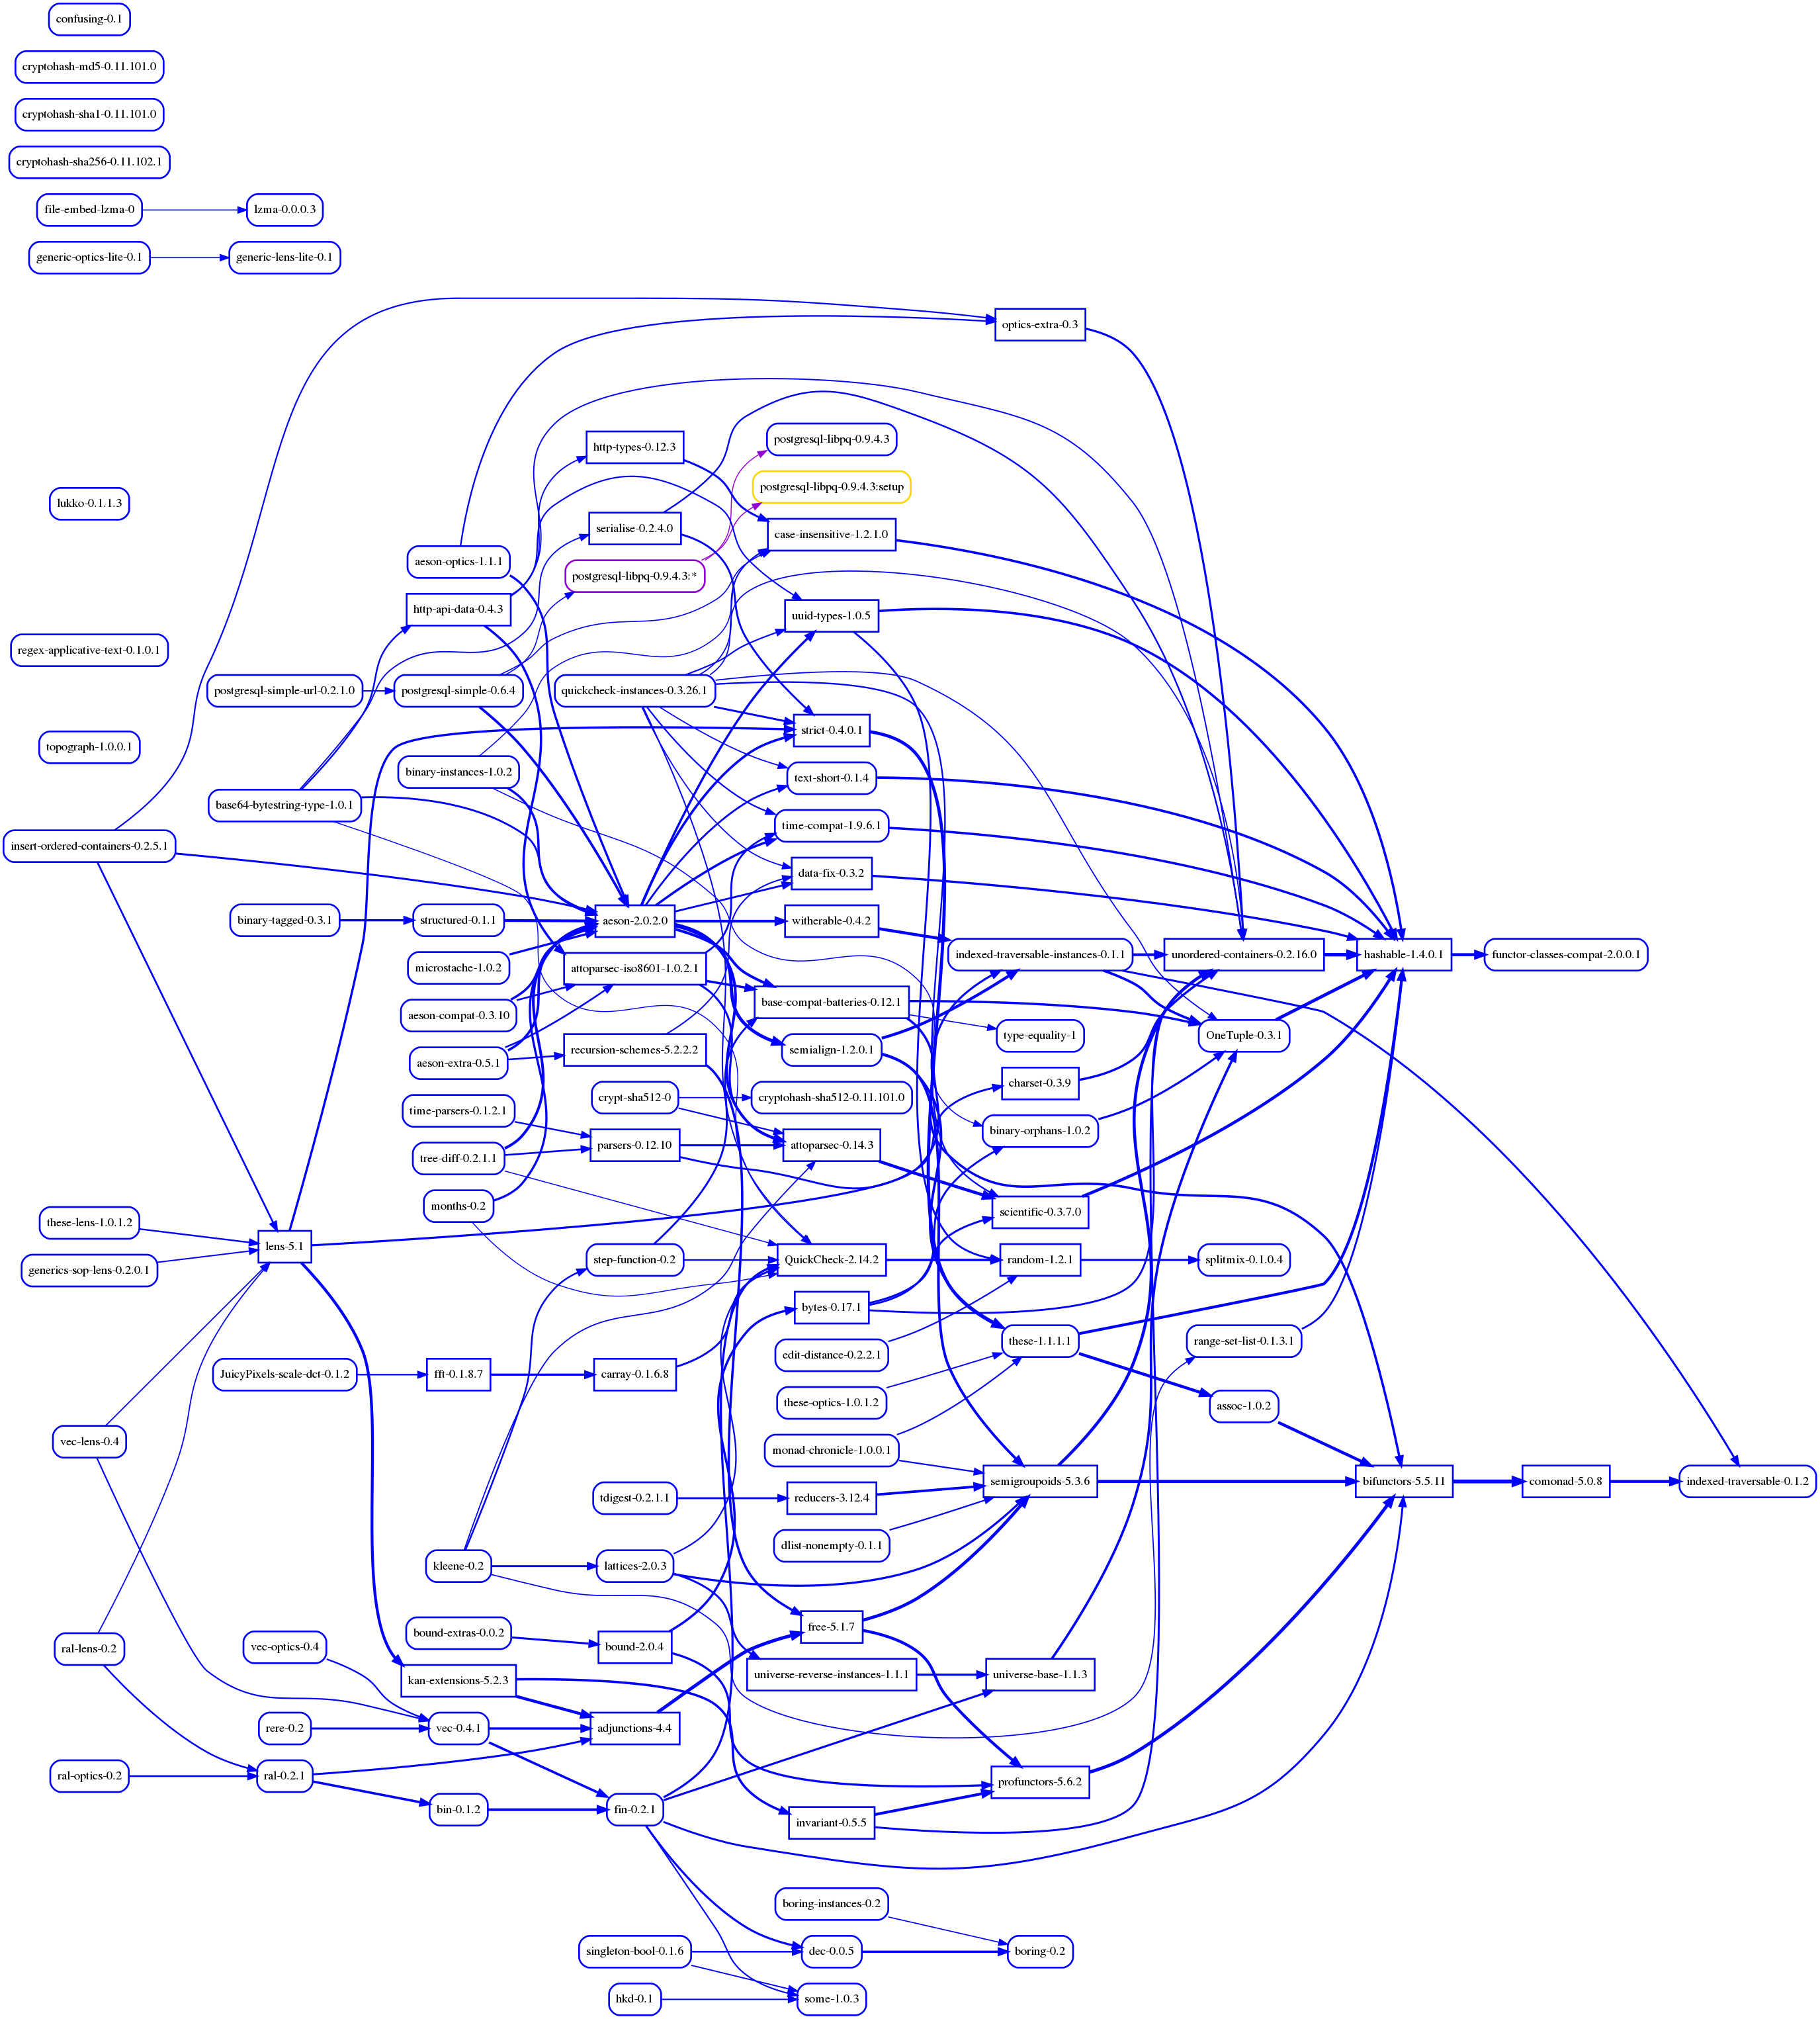 confusing-0.1
cryptohash-md5-0.11.101.0
cryptohash-sha1-0.11.101.0
cryptohash-sha256-0.11.102.1
file-embed-lzma-0
lzma-0.0.0.3
generic-optics-lite-0.1
generic-lens-lite-0.1
optics-extra-0.3
http-types-0.12.3
postgresql-libpq-0.9.4.3
postgresql-libpq-0.9.4.3:setup
lukko-0.1.1.3
serialise-0.2.4.0
case-insensitive-1.2.1.0
aeson-optics-1.1.1
postgresql-libpq-0.9.4.3:*
http-api-data-0.4.3
uuid-types-1.0.5
regex-applicative-text-0.1.0.1
postgresql-simple-url-0.2.1.0
postgresql-simple-0.6.4
quickcheck-instances-0.3.26.1
strict-0.4.0.1
topograph-1.0.0.1
binary-instances-1.0.2
text-short-0.1.4
base64-bytestring-type-1.0.1
time-compat-1.9.6.1
insert-ordered-containers-0.2.5.1
data-fix-0.3.2
binary-tagged-0.3.1
structured-0.1.1
aeson-2.0.2.0
witherable-0.4.2
microstache-1.0.2
attoparsec-iso8601-1.0.2.1
indexed-traversable-instances-0.1.1
unordered-containers-0.2.16.0
hashable-1.4.0.1
functor-classes-compat-2.0.0.1
aeson-compat-0.3.10
base-compat-batteries-0.12.1
type-equality-1
OneTuple-0.3.1
aeson-extra-0.5.1
recursion-schemes-5.2.2.2
semialign-1.2.0.1
charset-0.3.9
crypt-sha512-0
cryptohash-sha512-0.11.101.0
time-parsers-0.1.2.1
binary-orphans-1.0.2
parsers-0.12.10
attoparsec-0.14.3
tree-diff-0.2.1.1
months-0.2
scientific-0.3.7.0
these-lens-1.0.1.2
lens-5.1
generics-sop-lens-0.2.0.1
step-function-0.2
QuickCheck-2.14.2
random-1.2.1
splitmix-0.1.0.4
bytes-0.17.1
these-1.1.1.1
range-set-list-0.1.3.1
edit-distance-0.2.2.1
JuicyPixels-scale-dct-0.1.2
fft-0.1.8.7
carray-0.1.6.8
these-optics-1.0.1.2
assoc-1.0.2
vec-lens-0.4
monad-chronicle-1.0.0.1
semigroupoids-5.3.6
bifunctors-5.5.11
comonad-5.0.8
indexed-traversable-0.1.2
tdigest-0.2.1.1
reducers-3.12.4
dlist-nonempty-0.1.1
kleene-0.2
lattices-2.0.3
free-5.1.7
bound-extras-0.0.2
vec-optics-0.4
bound-2.0.4
ral-lens-0.2
kan-extensions-5.2.3
universe-reverse-instances-1.1.1
universe-base-1.1.3
rere-0.2
vec-0.4.1
adjunctions-4.4
ral-optics-0.2
ral-0.2.1
profunctors-5.6.2
bin-0.1.2
fin-0.2.1
invariant-0.5.5
boring-instances-0.2
singleton-bool-0.1.6
dec-0.0.5
boring-0.2
hkd-0.1
some-1.0.3